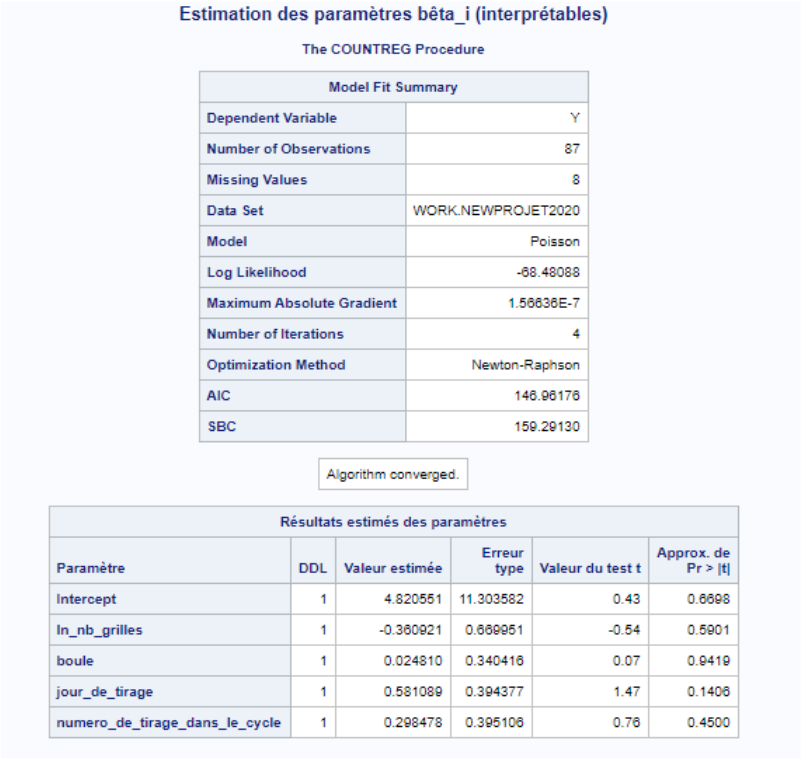 Estimation des paramètres bêta_i (interprétables)
The COUNTREG Procedure
Model Fit Summary
Dependent Variable Y
Number of Observations 87
Missing Values 8
Data Set WORK.NEWPROJET2020
Model Poisson
Log Likelihood -68.48088
Maximum Absolute Gradient 1.56636E-7
Number of Iterations 4
Optimization Method Newton-Raphson
AIC 146.96176
SBC 159.29130
Algorithm converged.
Résultats estimés des paramètres
Paramètre DDL Valeur estimée Erreur type Valeur du test t Approx. de Pr > |t|
Intercept 1 4.820551 11.303582 0.43 0.6698
ln_nb_grilles 1 -0.360921 0.669951 -0.54 0.5901
boule 1 0.024810 0.340416 0.07 0.9419
jour_de_tirage 1 0.581089 0.394377 1.47 0.1406
numero_de_tirage_dans_le_cycle 1 0.298478 0.395106 0.76 0.4500